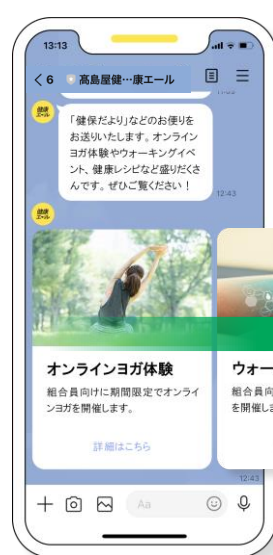 13:13
6 髙島屋健…康エール
健康
エール
「健保だより」などのお便りを
お送りいたします。オンライン
ヨガ体験やウォーキングイベ
ント、健康レシピなど盛りだくさ
んです。ぜひご覧ください！
12:43
健康
エール
オンラインヨガ体験
組合員向けに期間限定でオンライ
ンヨガを開催します。
詳細はこちら
ウォー
組合員向
を開催しま
12:43
Aa